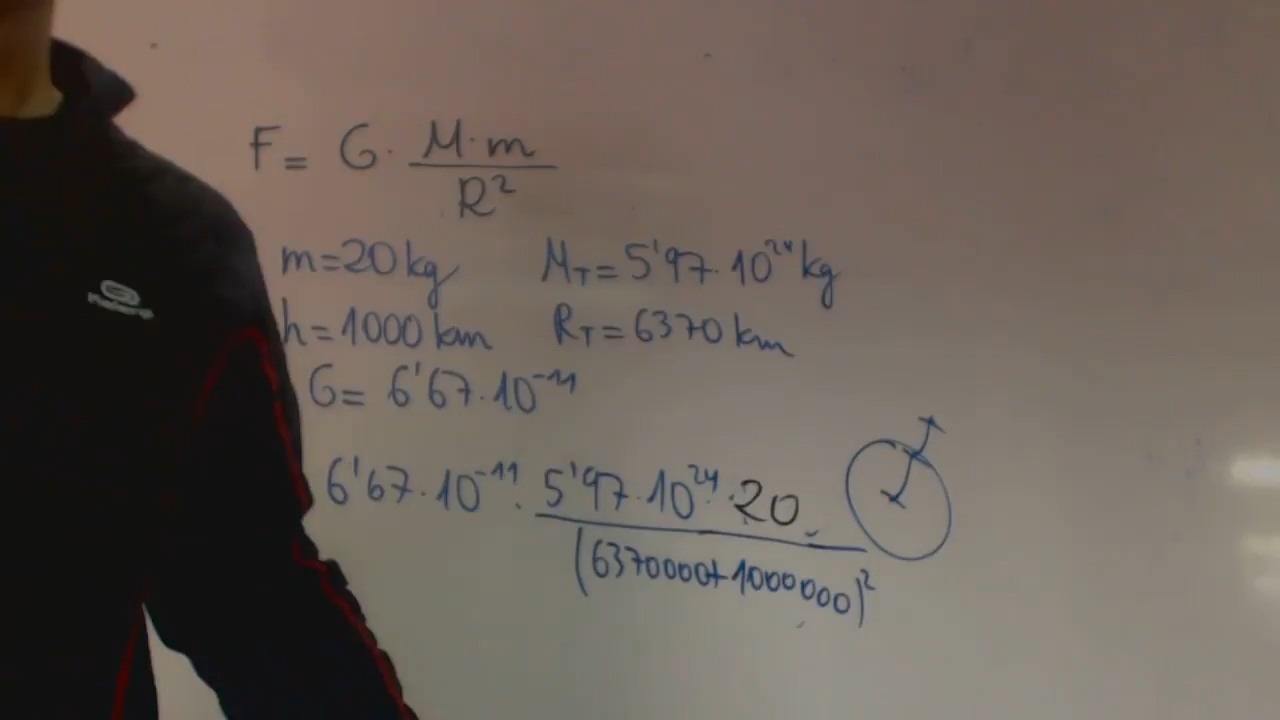 F = G · M·m / R²
m=20 kg M_T = 5'97·10²⁴ kg
h=1000 km R_T = 6370 km
G = 6'67·10⁻¹¹
6'67·10⁻¹¹ · 5'97·10²⁴ · 20 / (6370000+1000000)²